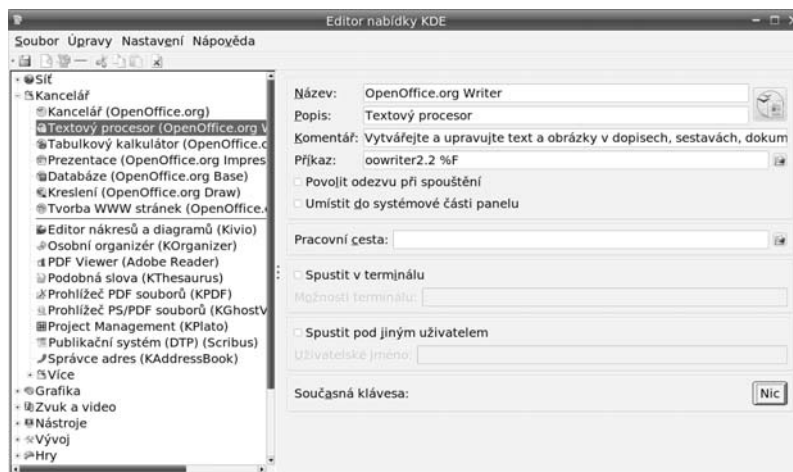 Editor nabídky KDE
Soubor Úpravy Nastavení Nápověda
Síť
Kancelář
Kancelář (OpenOffice.org)
Textový procesor (OpenOffice.org W
Tabulkový kalkulátor (OpenOffice.o
Prezentace (OpenOffice.org Impres
Databáze (OpenOffice.org Base)
Kreslení (OpenOffice.org Draw)
Tvorba WWW stránek (OpenOffice.
Editor nákresů a diagramů (Kivio)
Osobní organizér (KOrganizer)
PDF Viewer (Adobe Reader)
Podobná slova (KThesaurus)
Prohlížeč PDF souborů (KPDF)
Prohlížeč PS/PDF souborů (KGhostV
Project Management (KPlato)
Publikační systém (DTP) (Scribus)
Správce adres (KAddressBook)
Více
Grafika
Zvuk a video
Nástroje
Vývoj
Hry
Název: OpenOffice.org Writer
Popis: Textový procesor
Komentář: Vytvářejte a upravujte text a obrázky v dopisech, sestavách, dokum
Příkaz: oowriter2.2 %F
Povolit odezvu při spouštění
Umístit do systémové části panelu
Pracovní cesta:
Spustit v terminálu
Možnosti terminálu:
Spustit pod jiným uživatelem
Uživatelské jméno:
Současná klávesa: Nic